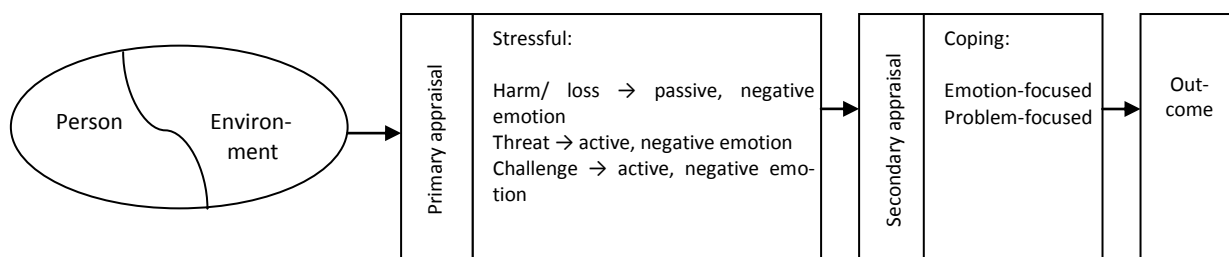 Person
Environ-
ment
Primary appraisal
Stressful:
Harm/ loss → passive, negative
emotion
Threat → active, negative emotion
Challenge → active, negative emo-
tion
Secondary appraisal
Coping:
Emotion-focused
Problem-focused
Out-
come